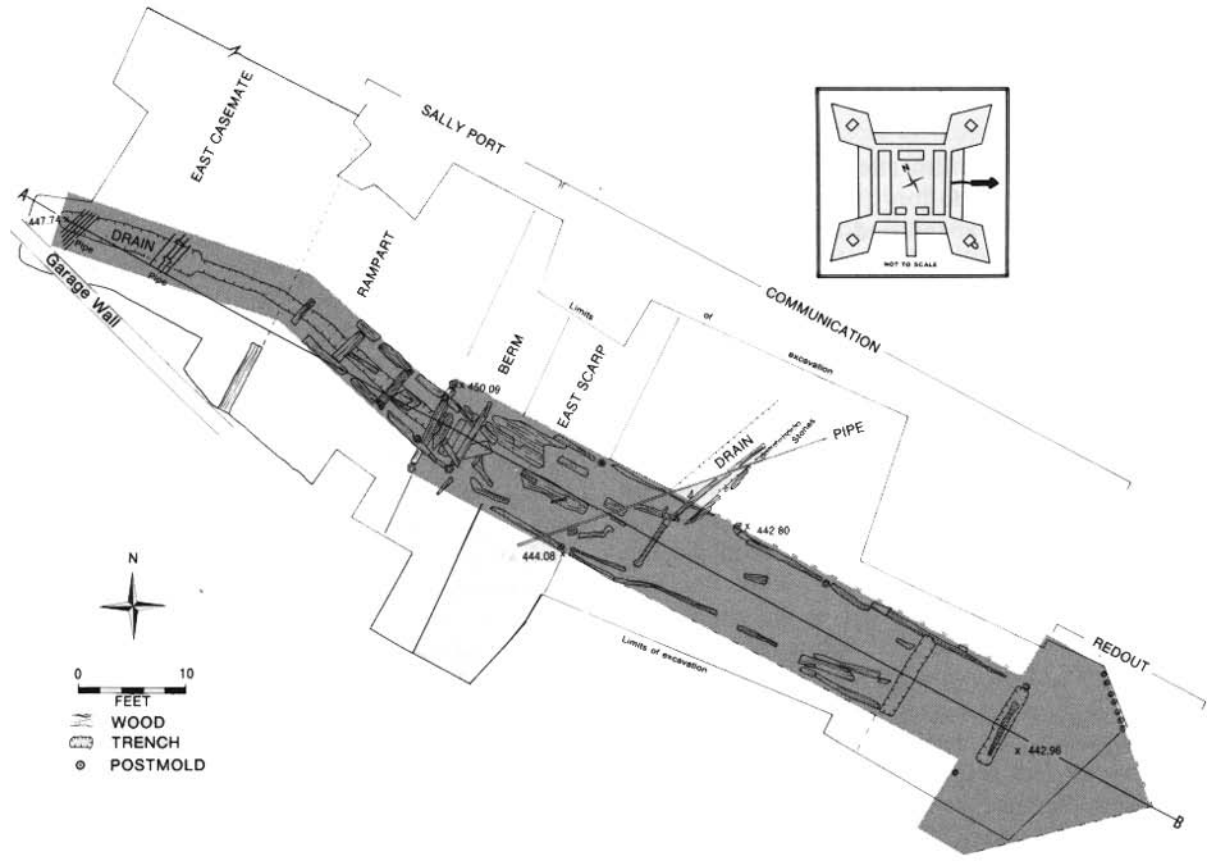 EAST CASEMATE
SALLY PORT
COMMUNICATION
N
NOT TO SCALE
A
447.74 x
Pipe
DRAIN
Pipe
Garage Wall
RAMPART
BERM
EAST SCARP
Limits
of
excavation
x 450.09
DRAIN
Stones
PIPE
x 442 80
444.08
x
Limits of excavation
REDOUT
x 442.96
B
N
0 10
FEET
WOOD
TRENCH
POSTMOLD